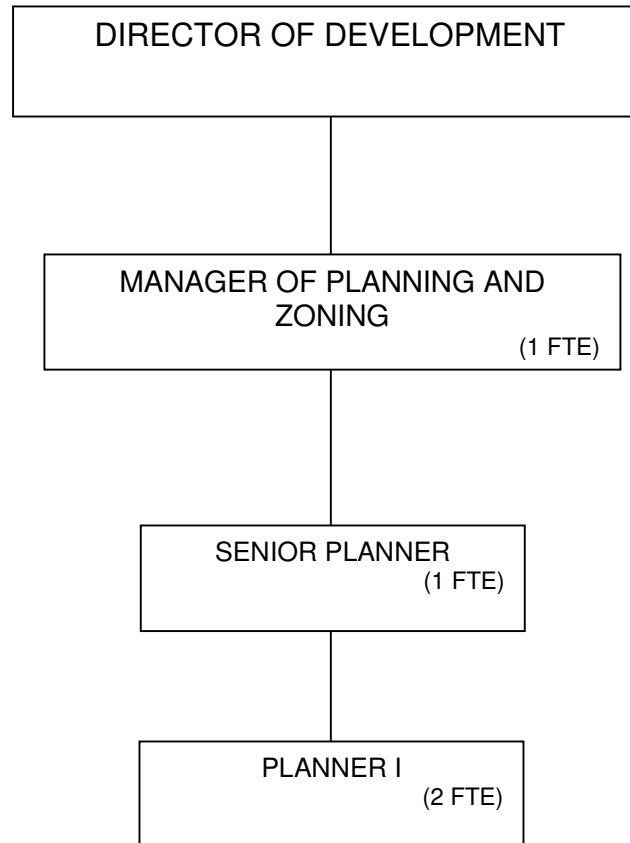 DIRECTOR OF DEVELOPMENT
MANAGER OF PLANNING AND
ZONING
(1 FTE)
SENIOR PLANNER
(1 FTE)
PLANNER I
(2 FTE)